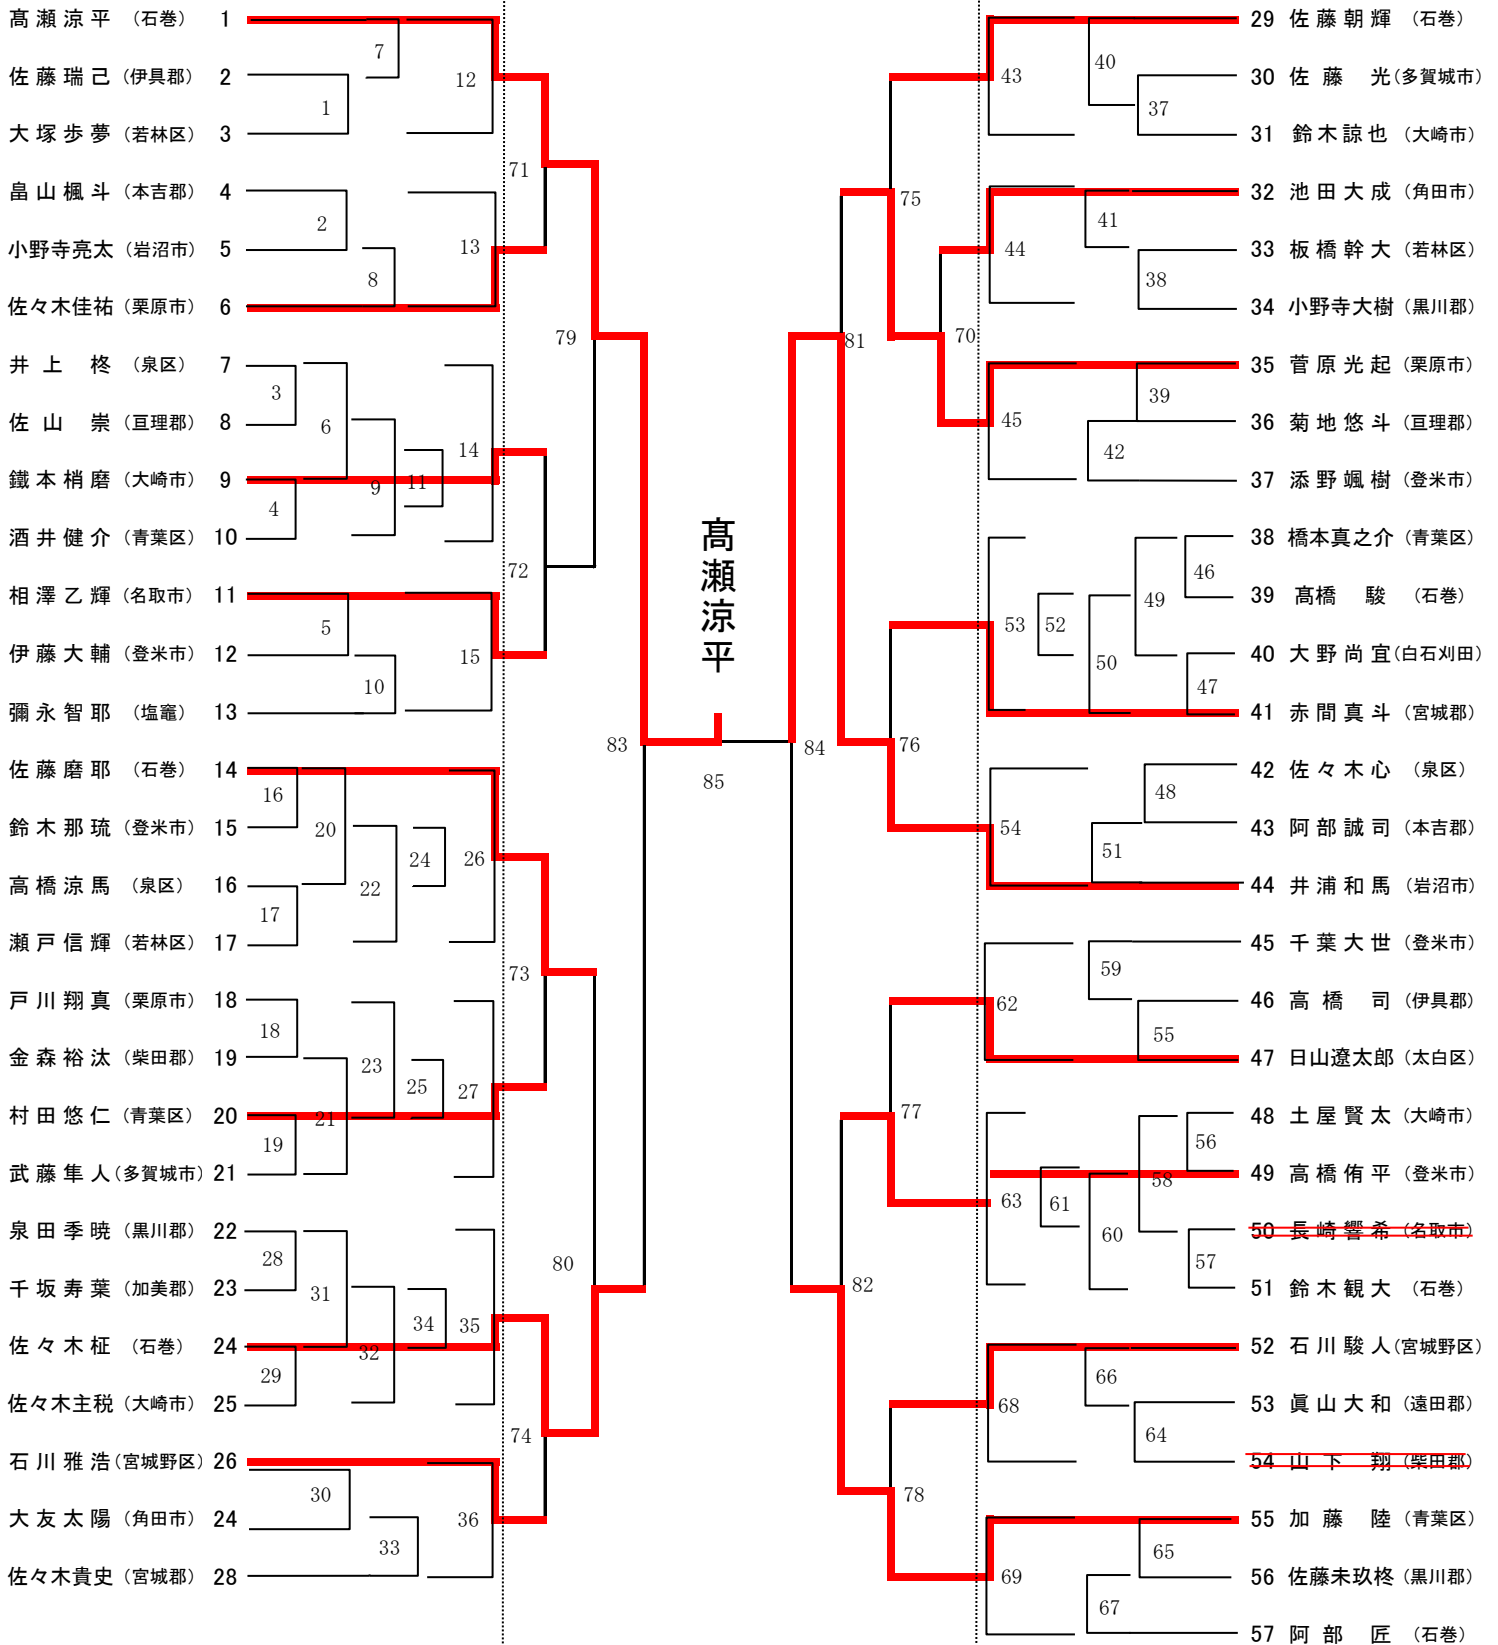 髙瀬涼平 （石巻） 1
佐藤瑞己 （伊具郡） 2
大塚歩夢 （若林区） 3
畠山楓斗 （本吉郡） 4
小野寺亮太 （岩沼市） 5
佐々木佳祐 （栗原市） 6
井上 柊 （泉区） 7
佐山 崇 （亘理郡） 8
鐵本梢磨 （大崎市） 9
酒井健介 （青葉区） 10
相澤乙輝 （名取市） 11
伊藤大輔 （登米市） 12
彌永智耶 （塩竈） 13
佐藤磨耶 （石巻） 14
鈴木那琉 （登米市） 15
高橋涼馬 （泉区） 16
瀬戸信輝 （若林区） 17
戸川翔真 （栗原市） 18
金森裕汰 （柴田郡） 19
村田悠仁 （青葉区） 20
武藤隼人 （多賀城市） 21
泉田季暁 （黒川郡） 22
千坂寿葉 （加美郡） 23
佐々木柾 （石巻） 24
佐々木主税 （大崎市） 25
石川雅浩 （宮城野区） 26
大友太陽 （角田市） 24
佐々木貴史 （宮城郡） 28
1
2
3
4
5
6
7
8
9
10
11
12
13
14
15
16
17
18
19
20
21
22
23
24
25
26
27
28
29
30
31
32
33
34
35
36
71
72
73
74
79
80
83
髙瀬涼平
85
84
81
82
75
76
77
78
70
29 佐藤朝輝 （石巻）
30 佐藤 光 （多賀城市）
31 鈴木諒也 （大崎市）
32 池田大成 （角田市）
33 板橋幹大 （若林区）
34 小野寺大樹 （黒川郡）
35 菅原光起 （栗原市）
36 菊地悠斗 （亘理郡）
37 添野颯樹 （登米市）
38 橋本真之介 （青葉区）
39 髙橋 駿 （石巻）
40 大野尚宜 （白石刈田）
41 赤間真斗 （宮城郡）
42 佐々木心 （泉区）
43 阿部誠司 （本吉郡）
44 井浦和馬 （岩沼市）
45 千葉大世 （登米市）
46 高橋 司 （伊具郡）
47 日山遼太郎 （太白区）
48 土屋賢太 （大崎市）
49 高橋侑平 （登米市）
50 長崎響希 （名取市）
51 鈴木観大 （石巻）
52 石川駿人 （宮城野区）
53 眞山大和 （遠田郡）
54 山下 翔 （柴田郡）
55 加藤 陸 （青葉区）
56 佐藤未玖柊 （黒川郡）
57 阿部 匠 （石巻）
37
38
39
40
41
42
43
44
45
46
47
48
49
50
51
52
53
54
55
56
57
58
59
60
61
62
63
64
65
66
67
68
69